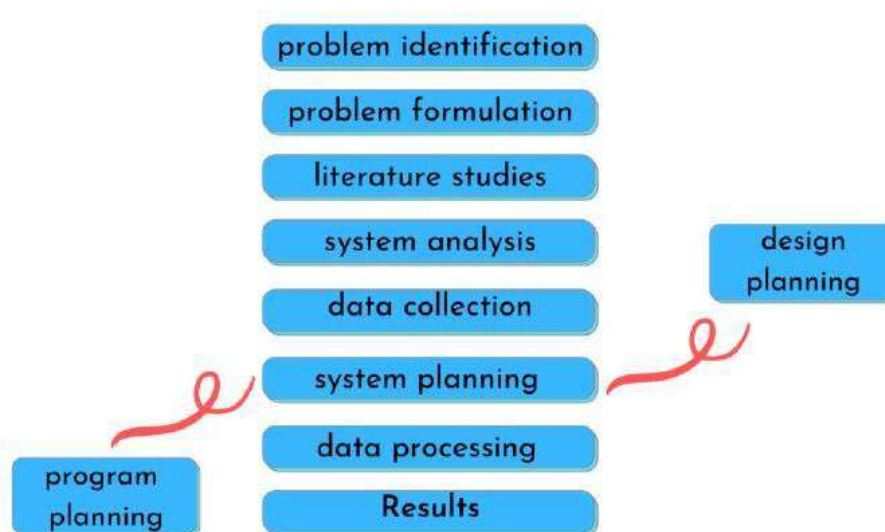 problem identification
problem formulation
literature studies
system analysis
design
planning
data collection
system planning
data processing
program
planning
Results